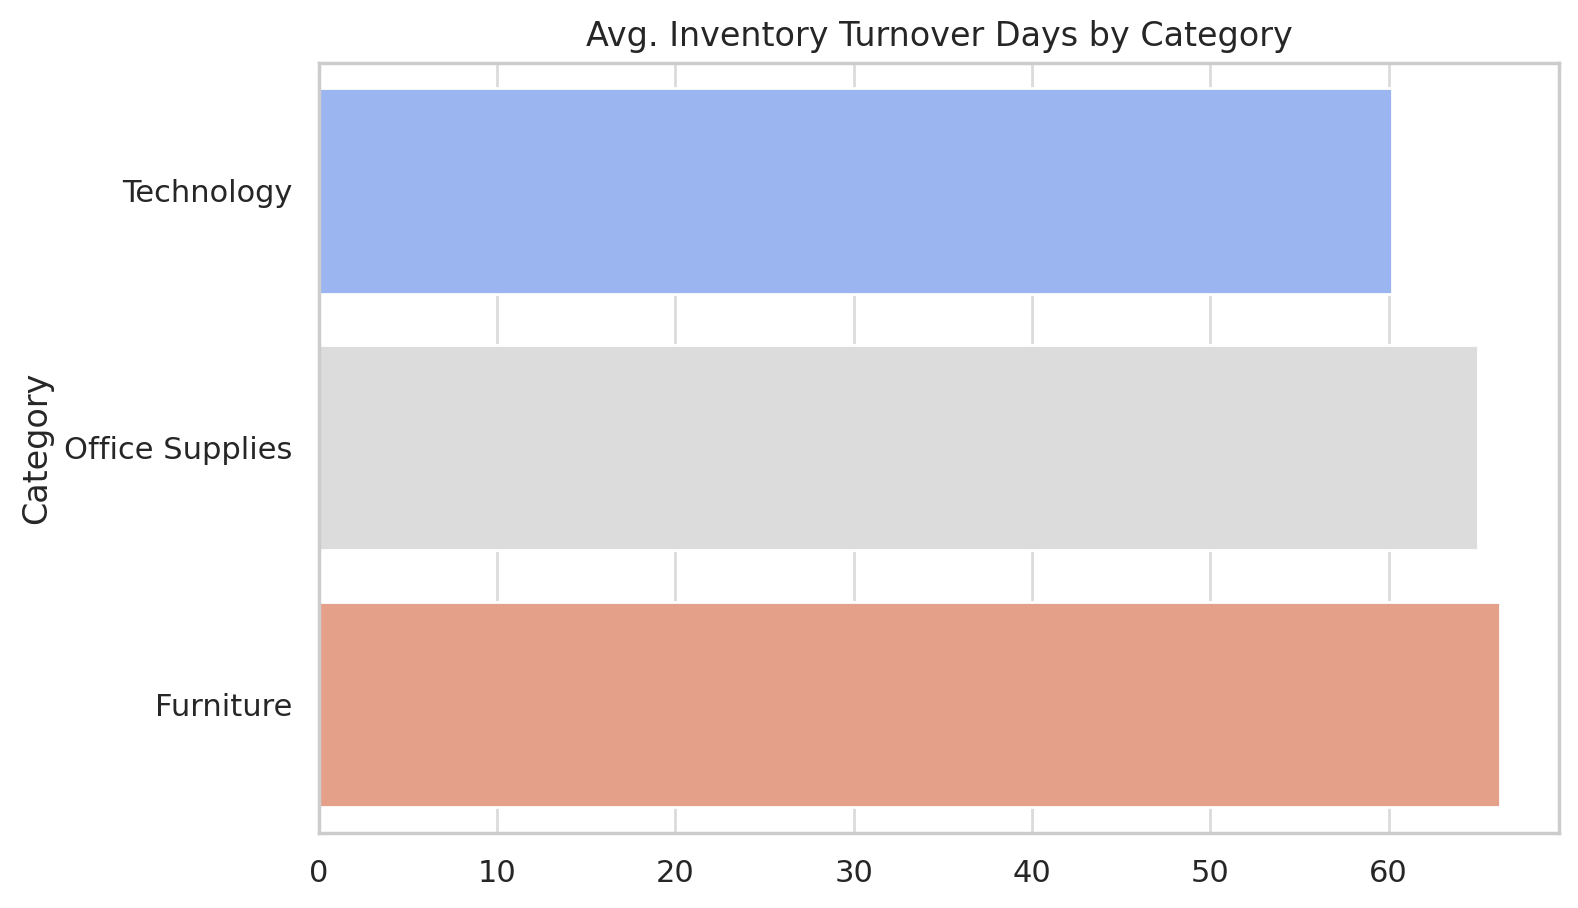 Avg. Inventory Turnover Days by Category
Technology
Office Supplies
Furniture
Category
0 10 20 30 40 50 60